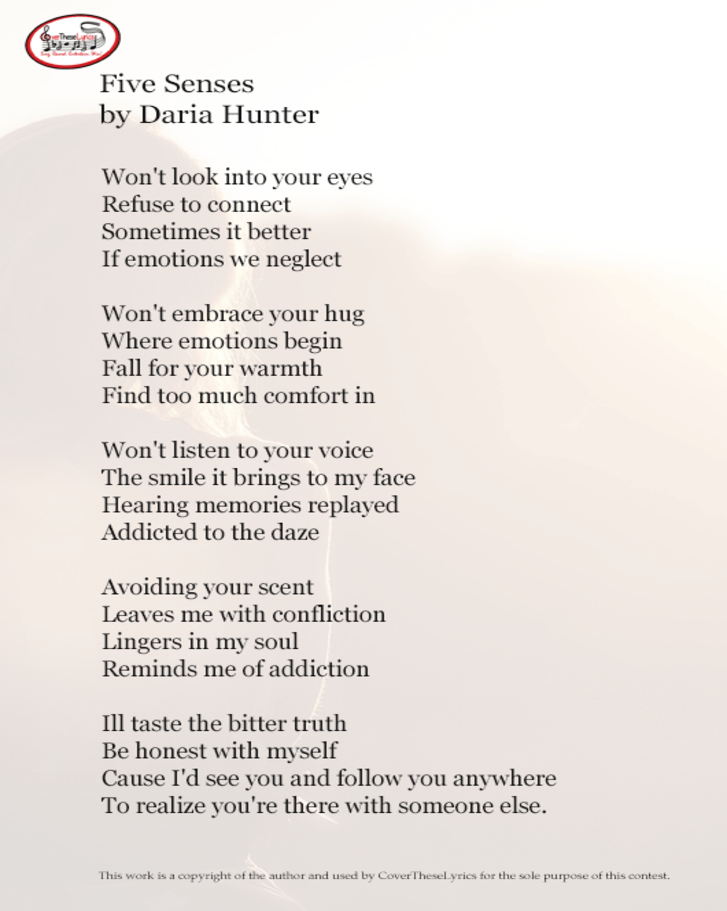 CoverTheseLyrics
Five Senses
by Daria Hunter
Won't look into your eyes
Refuse to connect
Sometimes it better
If emotions we neglect
Won't embrace your hug
Where emotions begin
Fall for your warmth
Find too much comfort in
Won't listen to your voice
The smile it brings to my face
Hearing memories replayed
Addicted to the daze
Avoiding your scent
Leaves me with confliction
Lingers in my soul
Reminds me of addiction
Ill taste the bitter truth
Be honest with myself
Cause I'd see you and follow you anywhere
To realize you're there with someone else.
This work is a copyright of the author and used by CoverTheseLyrics for the sole purpose of this contest.